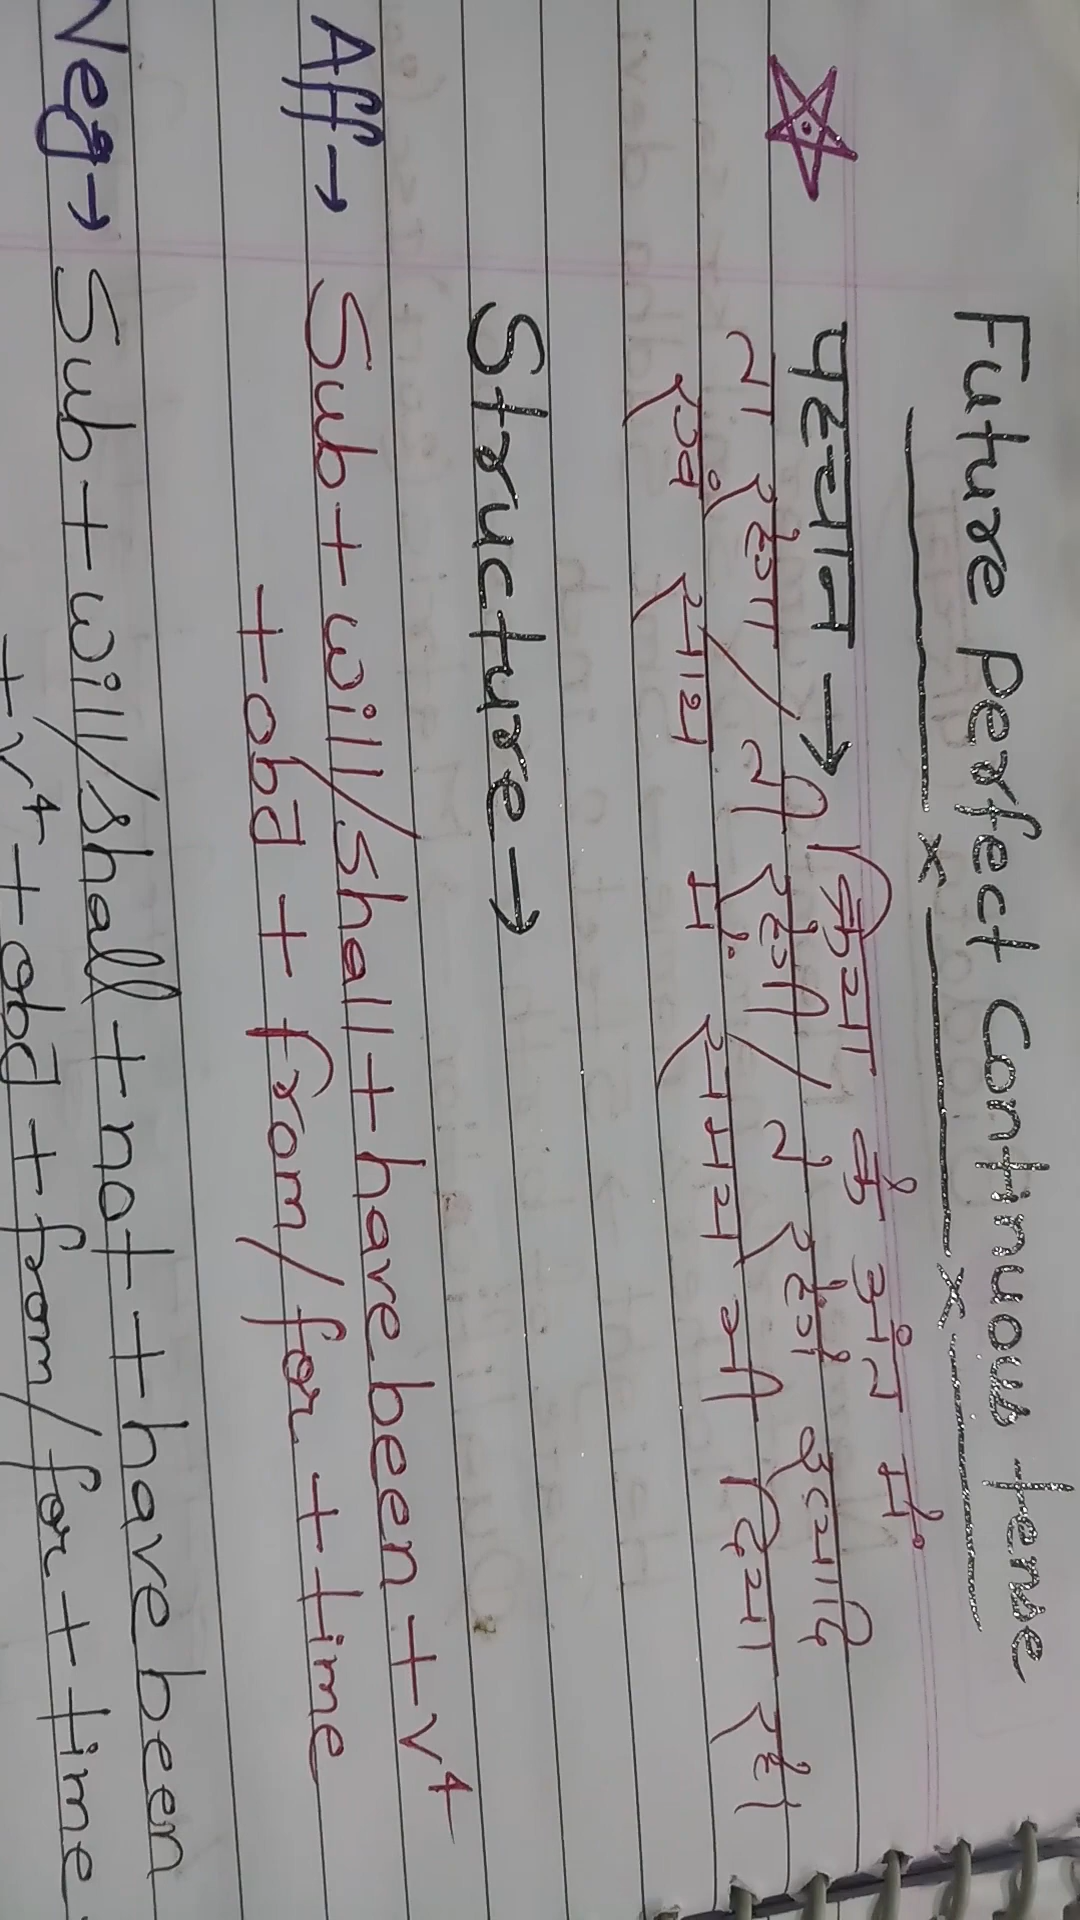 Future Perfect Continuous tense
पहचान → क्रिया के अंत में
ता रहेगा / ती रहेगी / ते रहेंगे इत्यादि
एवं साथ में समय भी दिया रहे।
Structure →
Aff → Sub + will/shall + have been + v⁴
+ obj + from/for + time
Neg → Sub + will/shall + not + have been
+ v⁴ + obj + from/for + time.